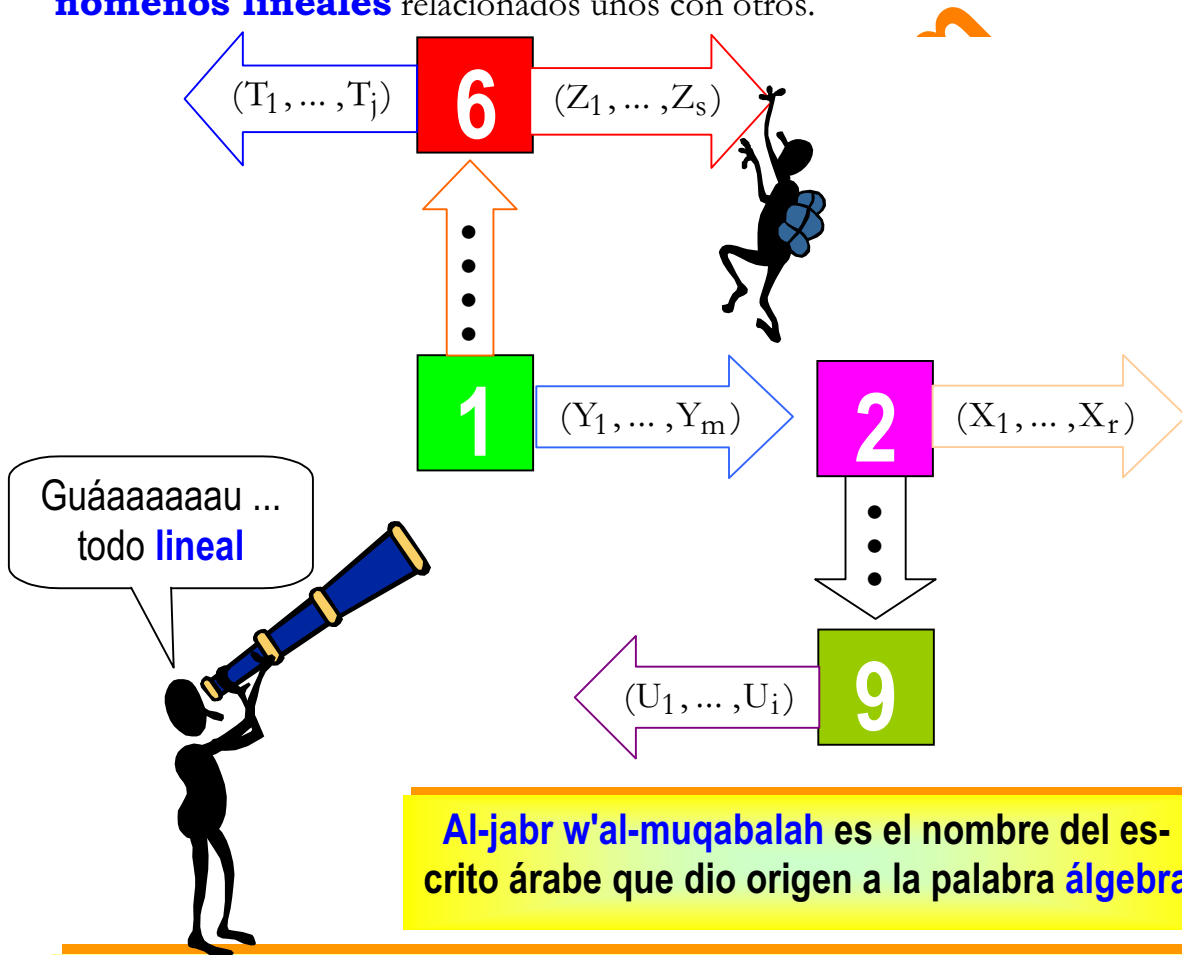 nómenos lineales relacionados unos con otros.
(T1, ... ,Tj) 6 (Z1, ... ,Zs)
1 (Y1, ... ,Ym) 2 (X1, ... ,Xr)
Guáaaaaaau ...
todo lineal
(U1, ... ,Ui) 9
Al-jabr w'al-muqabalah es el nombre del es-
crito árabe que dio origen a la palabra álgebra